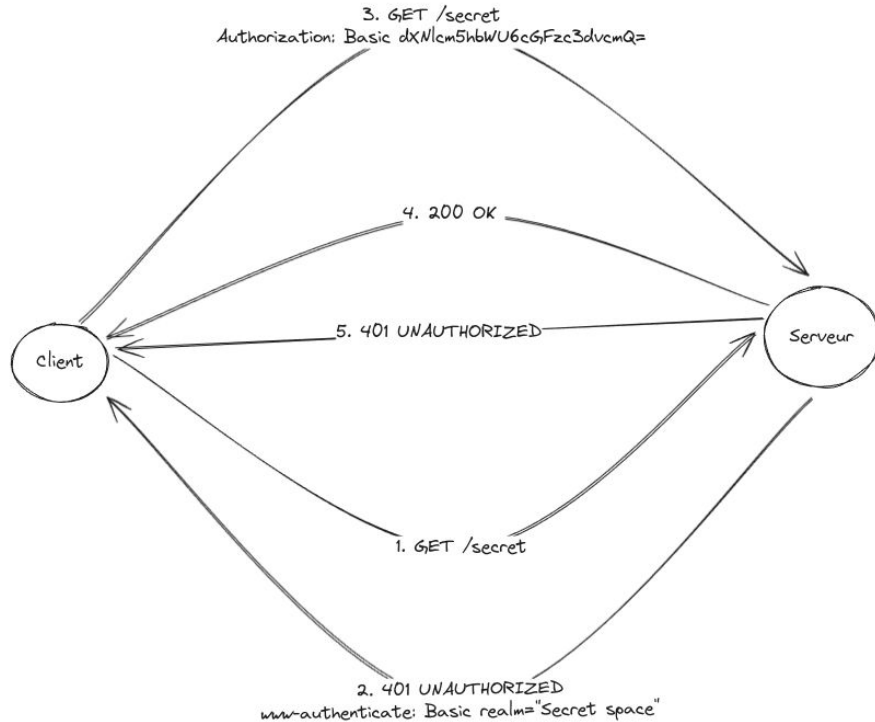 3. GET /secret
Authorization: Basic dXNlcm5hbWU6cGFzc3dvcmQ=
4. 200 OK
5. 401 UNAUTHORIZED
Client
Serveur
1. GET /secret
2. 401 UNAUTHORIZED
www-authenticate: Basic realm="Secret space"